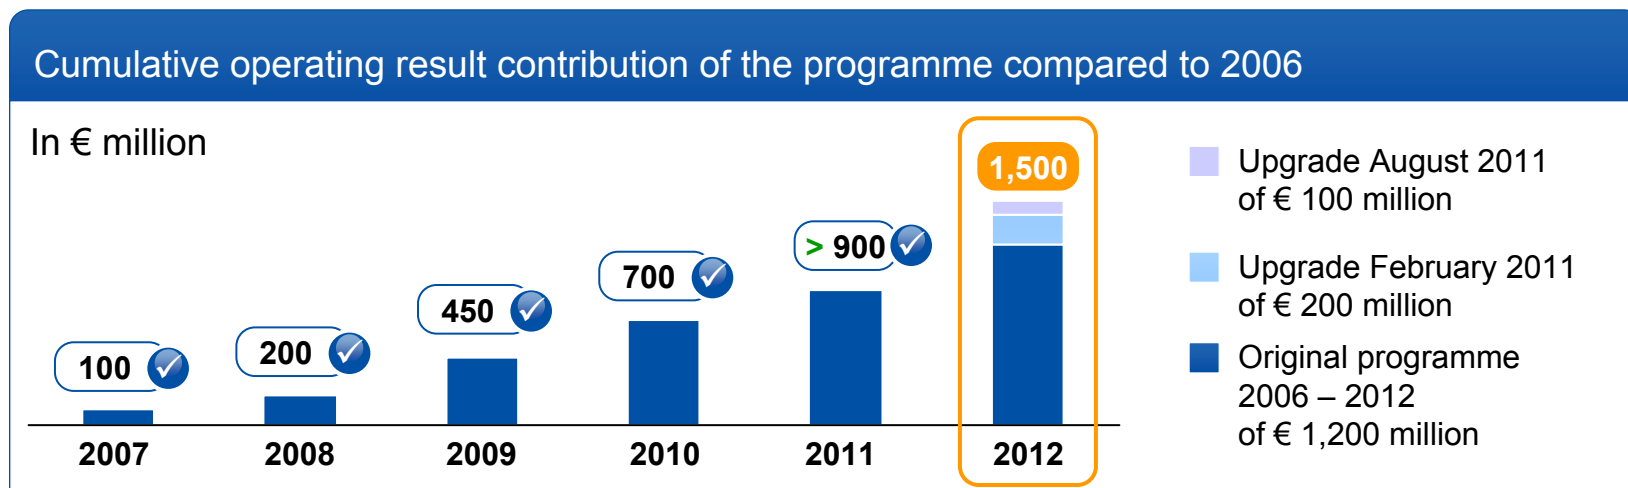 Cumulative operating result contribution of the programme compared to 2006
In € million
100
200
450
700
> 900
1,500
2007
2008
2009
2010
2011
2012
Upgrade August 2011
of € 100 million
Upgrade February 2011
of € 200 million
Original programme
2006 – 2012
of € 1,200 million